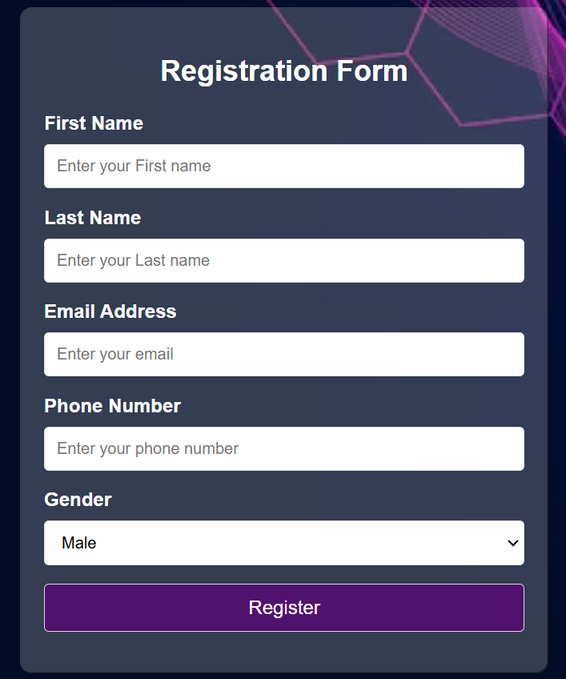 Registration Form
First Name
Enter your First name
Last Name
Enter your Last name
Email Address
Enter your email
Phone Number
Enter your phone number
Gender
Male
Register